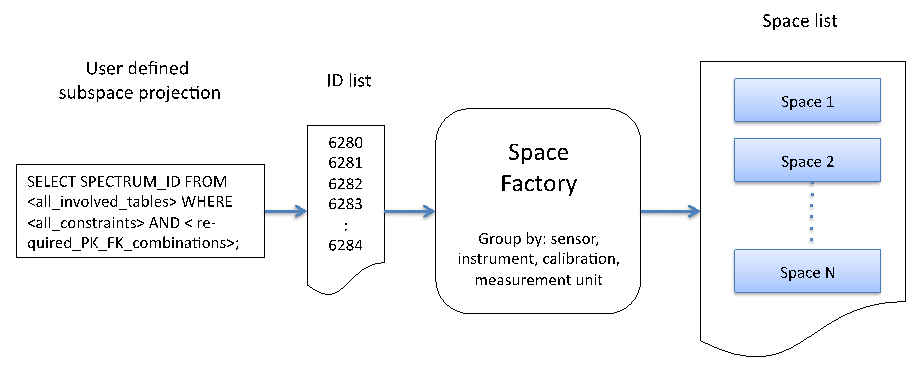 Space list
User defined
subspace projection
ID list
SELECT SPECTRUM_ID FROM
<all_involved_tables> WHERE
<all_constraints> AND < re-
quired_PK_FK_combinations>;
6280
6281
6282
6283
:
6284
Space
Factory
Group by: sensor,
instrument, calibration,
measurement unit
Space 1
Space 2
Space N